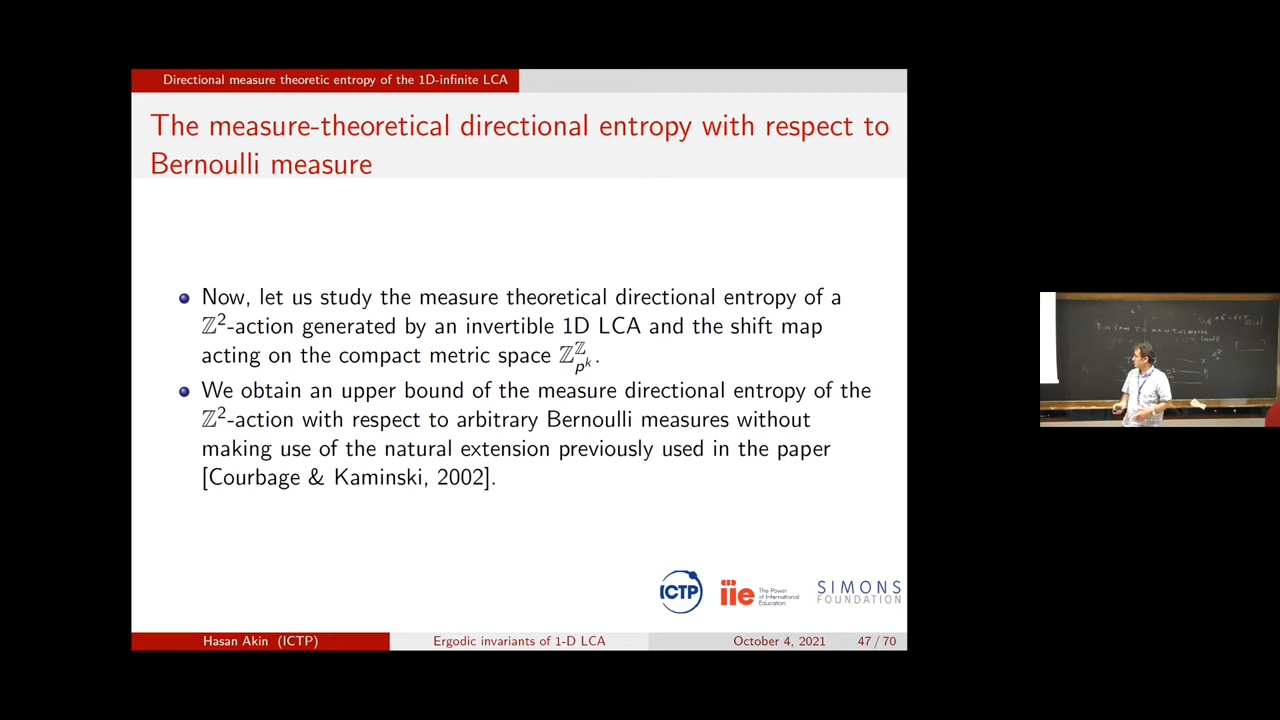 Directional measure theoretic entropy of the 1D-infinite LCA
The measure-theoretical directional entropy with respect to
Bernoulli measure
Now, let us study the measure theoretical directional entropy of a
ℤ²-action generated by an invertible 1D LCA and the shift map
acting on the compact metric space ℤ_{p^k}^ℤ.
We obtain an upper bound of the measure directional entropy of the
ℤ²-action with respect to arbitrary Bernoulli measures without
making use of the natural extension previously used in the paper
[Courbage & Kaminski, 2002].
ICTP
iie
The Power
of International
Education
SIMONS
FOUNDATION
Hasan Akin (ICTP)
Ergodic invariants of 1-D LCA
October 4, 2021
47 / 70